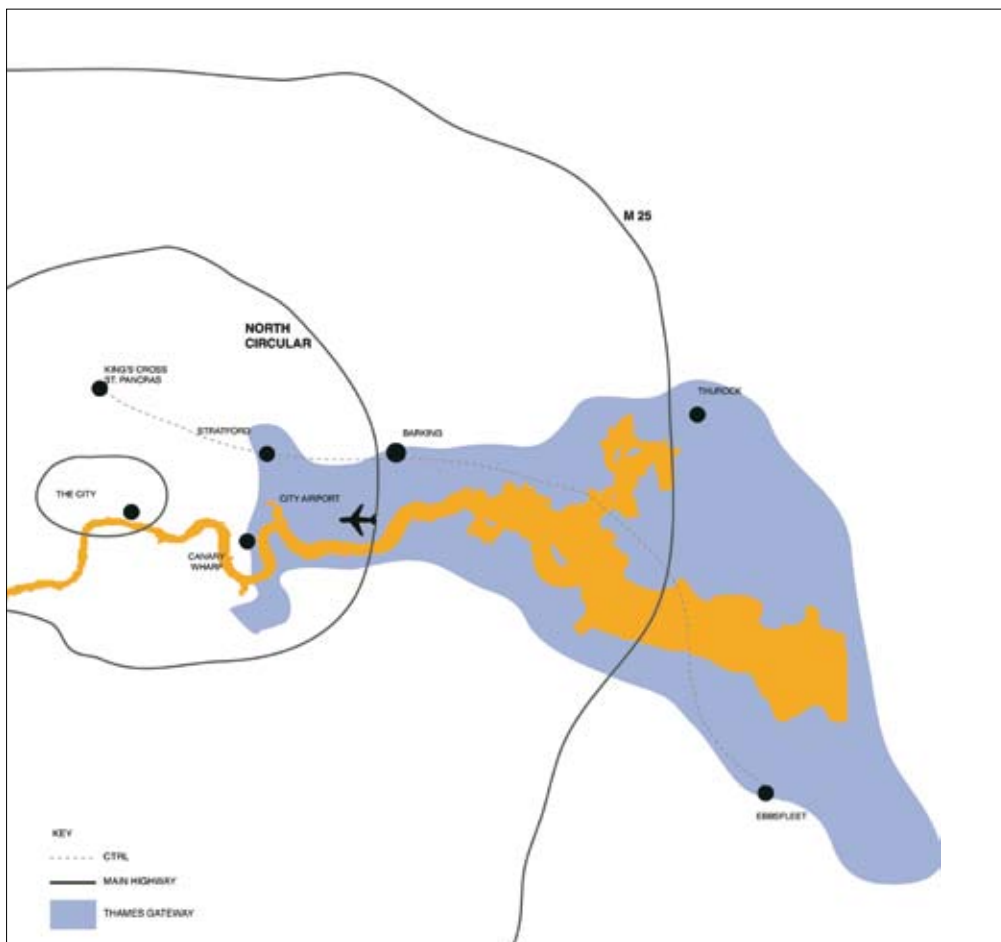 M 25
NORTH
CIRCULAR
KING'S CROSS
ST. PANCRAS
THUROCK
STRATFORD
BARKING
THE CITY
CITY AIRPORT
CANARY
WHARF
EBBSFLEET
KEY
CTRL
MAIN HIGHWAY
THAMES GATEWAY